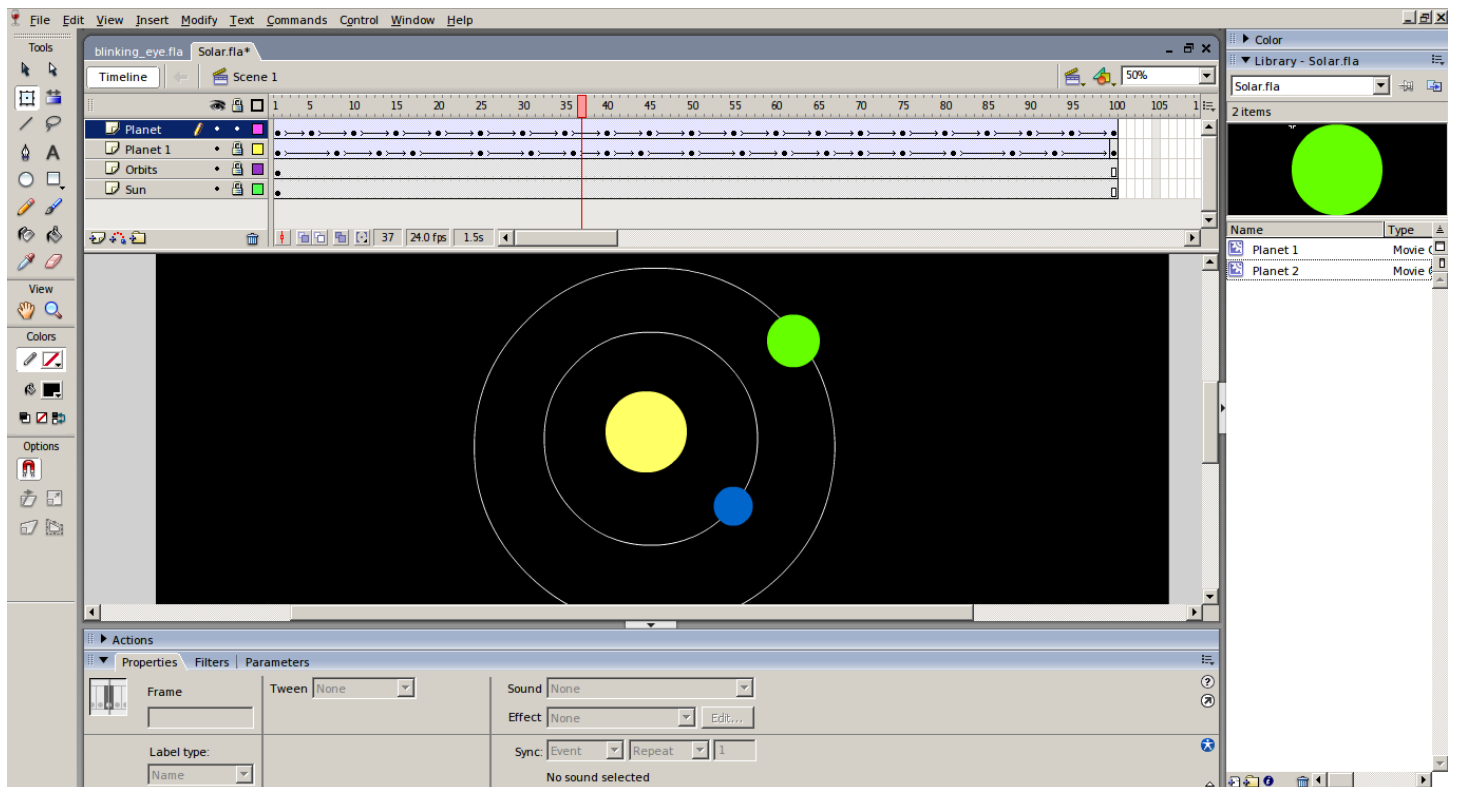 File Edit View Insert Modify Text Commands Control Window Help
Tools
blinking_eye.fla Solar.fla*
Timeline Scene 1 50%
1 5 10 15 20 25 30 35 40 45 50 55 60 65 70 75 80 85 90 95 100 105 1
Planet
Planet 1
Orbits
Sun
37 24.0 fps 1.5s
View
Colors
Options
Color
Library - Solar.fla
Solar.fla
2 items
Name Type
Planet 1 Movie
Planet 2 Movie
Actions
Properties Filters Parameters
Frame
Tween None
Sound None
Effect None Edit...
Label type:
Name
Sync: Event Repeat 1
No sound selected